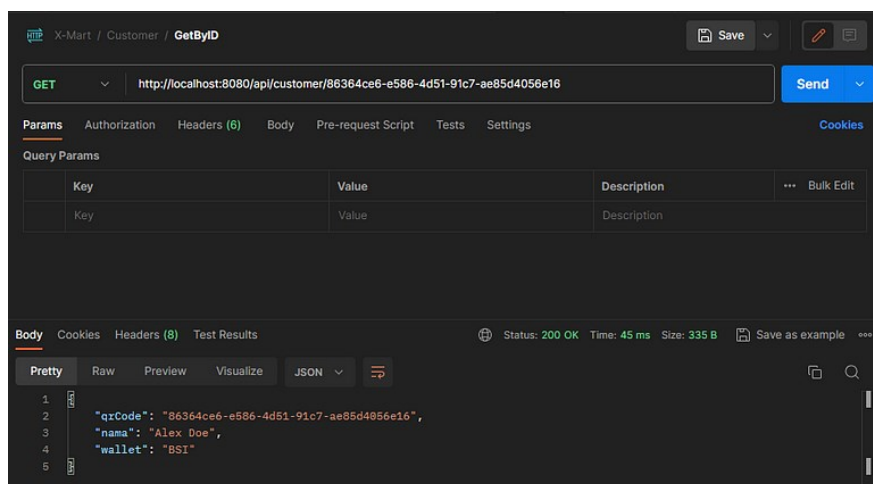 HTTP X-Mart / Customer / GetByID Save
GET http://localhost:8080/api/customer/86364ce6-e586-4d51-91c7-ae85d4056e16 Send
Params Authorization Headers (6) Body Pre-request Script Tests Settings Cookies
Query Params
Key Value Description ••• Bulk Edit
Key Value Description
Body Cookies Headers (8) Test Results Status: 200 OK Time: 45 ms Size: 335 B Save as example
Pretty Raw Preview Visualize JSON
1 {
2 "qrCode": "86364ce6-e586-4d51-91c7-ae85d4056e16",
3 "nama": "Alex Doe",
4 "wallet": "BSI"
5 }